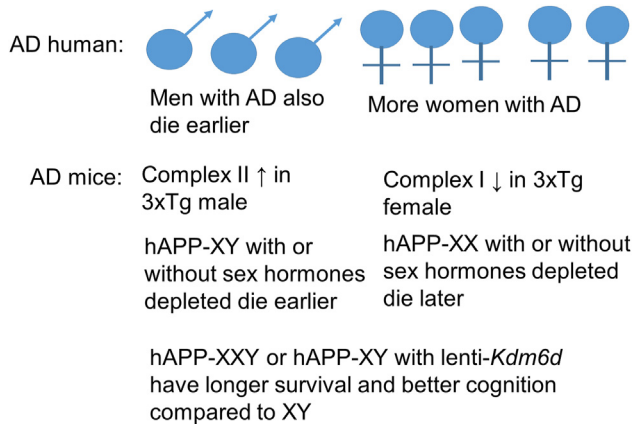 AD human:
Men with AD also
die earlier
More women with AD
AD mice:
Complex II ↑ in
3xTg male
Complex I ↓ in 3xTg
female
hAPP-XY with or
without sex hormones
depleted die earlier
hAPP-XX with or without
sex hormones depleted
die later
hAPP-XXY or hAPP-XY with lenti-Kdm6d
have longer survival and better cognition
compared to XY